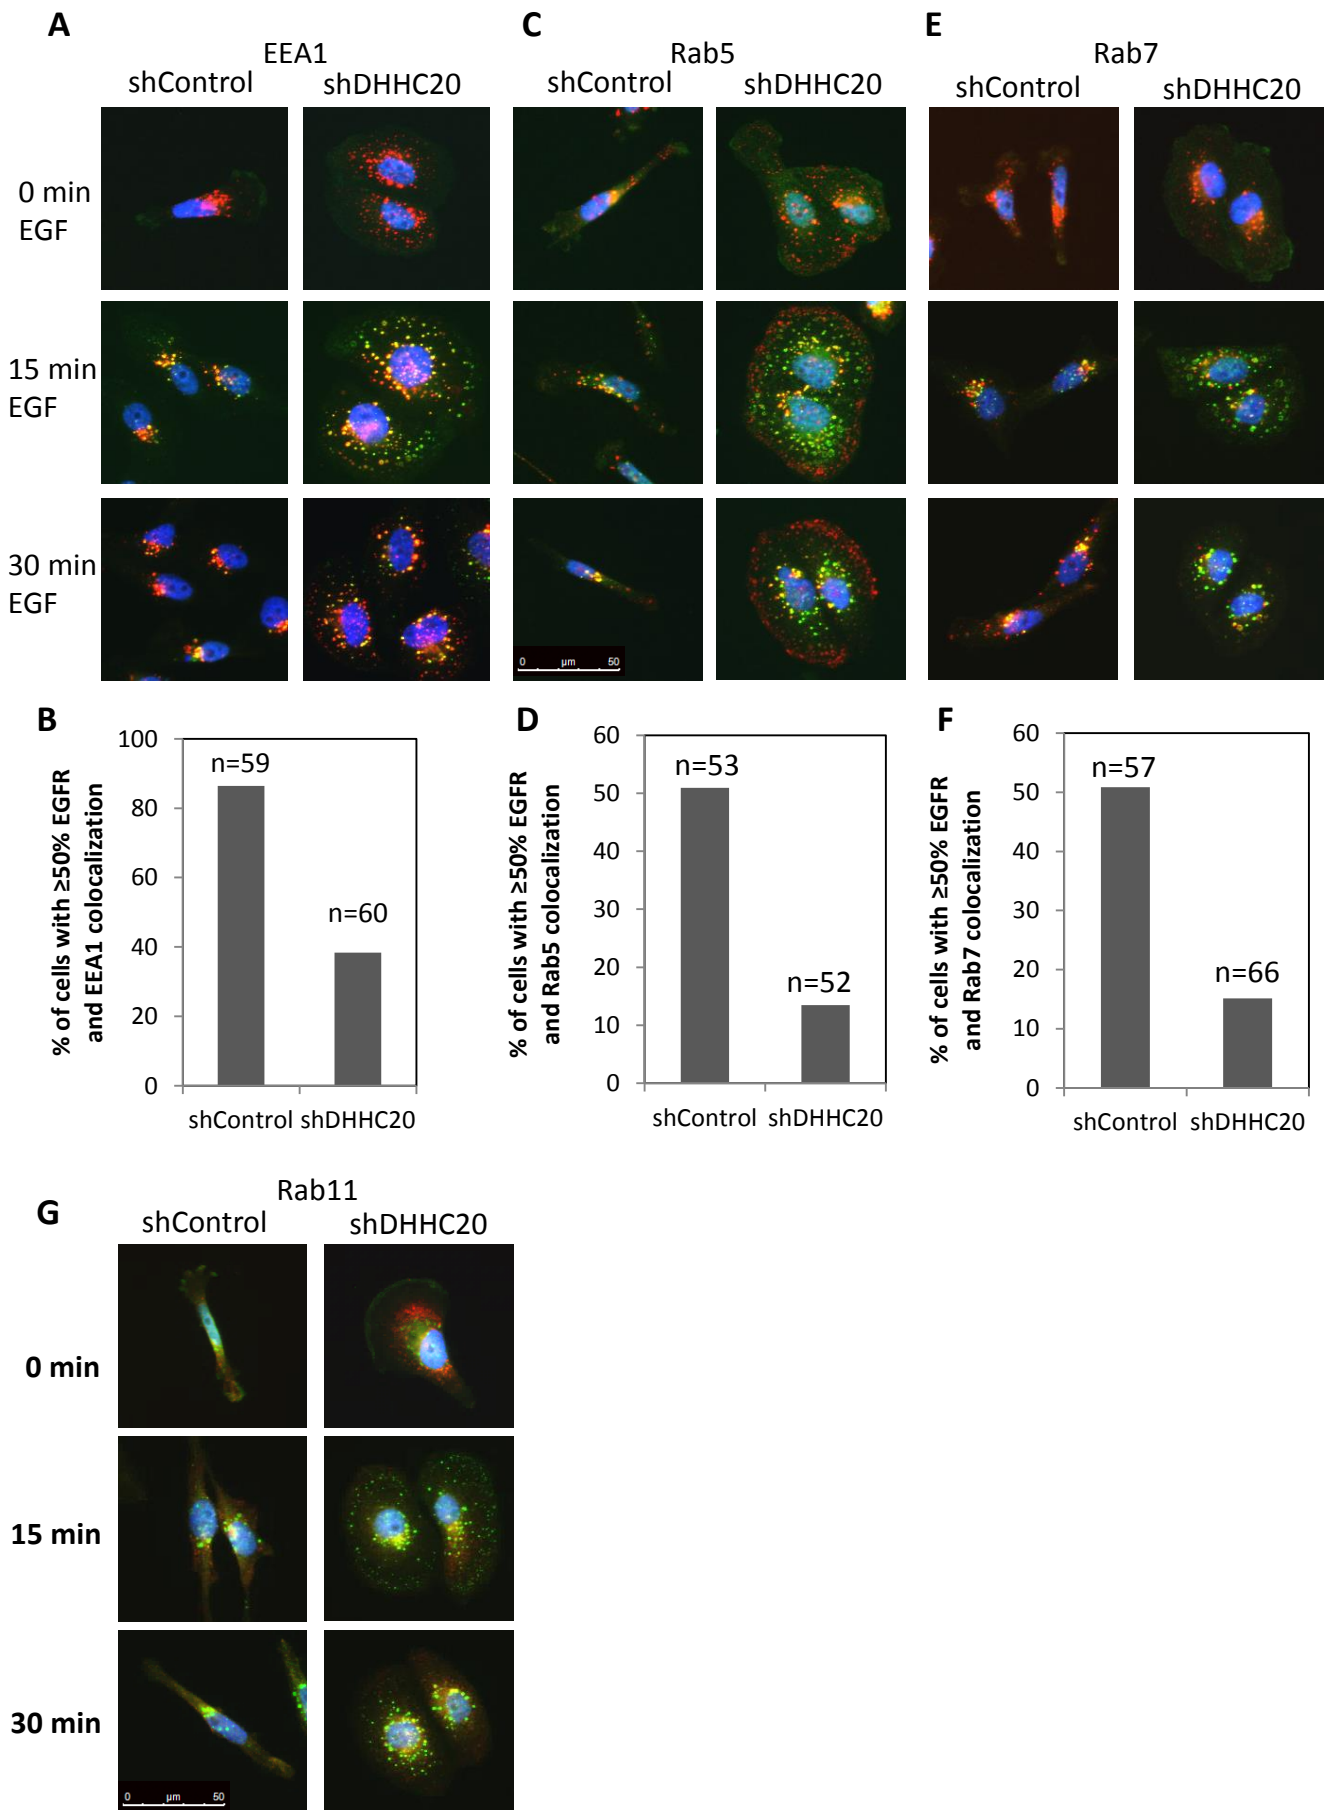 A
EEA1
shControl shDHHC20
C
Rab5
shControl shDHHC20
E
Rab7
shControl shDHHC20
0 min
EGF
15 min
EGF
30 min
EGF
0 µm 50
B
% of cells with ≥50% EGFR
and EEA1 colocalization
100
80
60
40
20
0
n=59
n=60
shControl shDHHC20
D
% of cells with ≥50% EGFR
and Rab5 colocalization
60
50
40
30
20
10
0
n=53
n=52
shControl shDHHC20
F
% of cells with ≥50% EGFR
and Rab7 colocalization
60
50
40
30
20
10
0
n=57
n=66
shControl shDHHC20
G
Rab11
shControl shDHHC20
0 min
15 min
30 min
0 µm 50